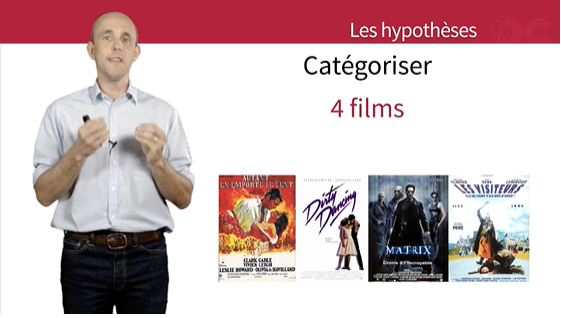 Les hypothèses
OC
Catégoriser
4 films
AUTANT
EN EMPORTE LE VENT
CLARK GABLE
VIVIEN LEIGH
LESLIE HOWARD · OLIVIA de HAVILLAND
Dirty
Dancing
MATRIX
LES VISITEURS